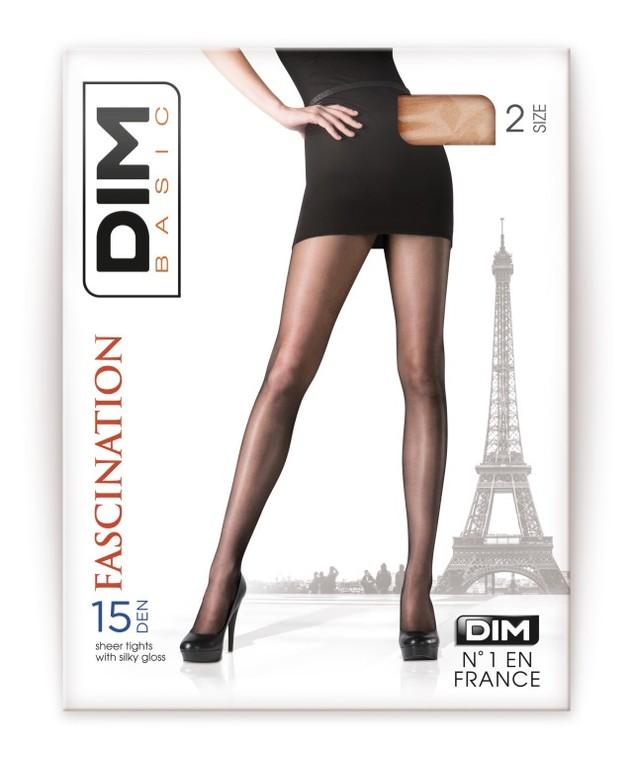 DIM
BASIC
2
SIZE
FASCINATION
15 DEN
sheer tights
with silky gloss
DIM
N° 1 EN
FRANCE